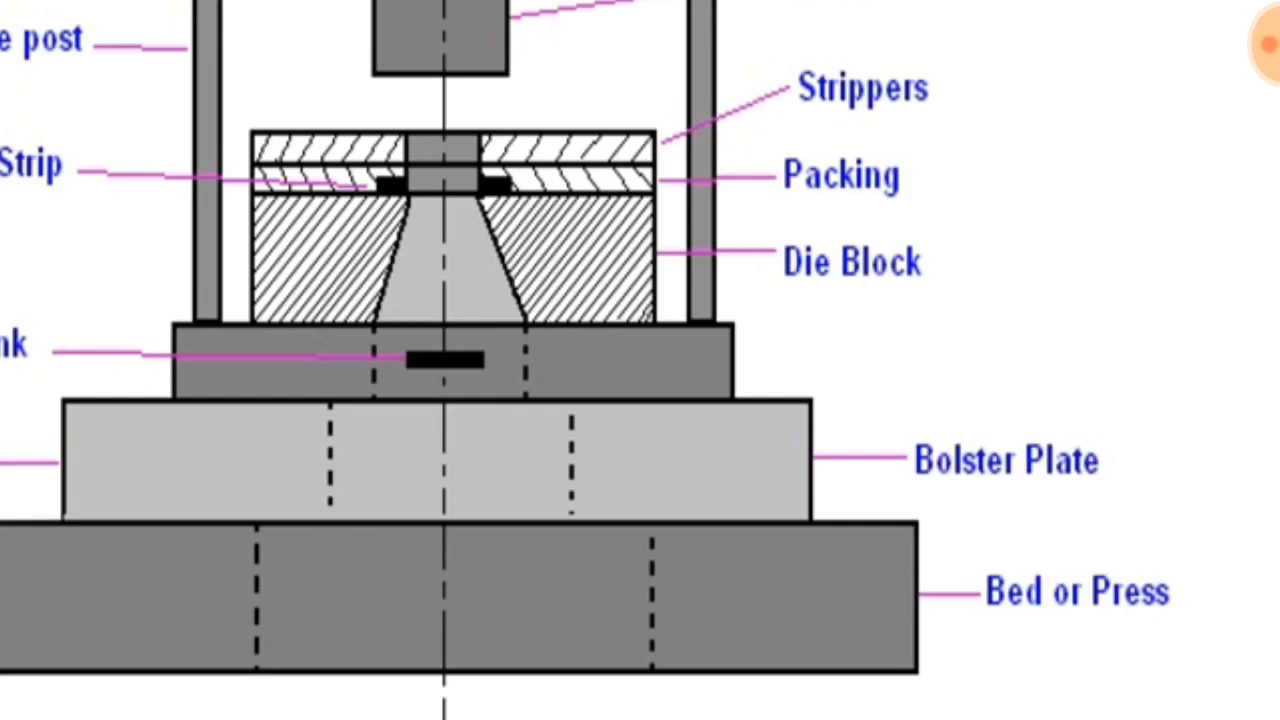 e post
Strippers
Strip
Packing
Die Block
nk
Bolster Plate
Bed or Press